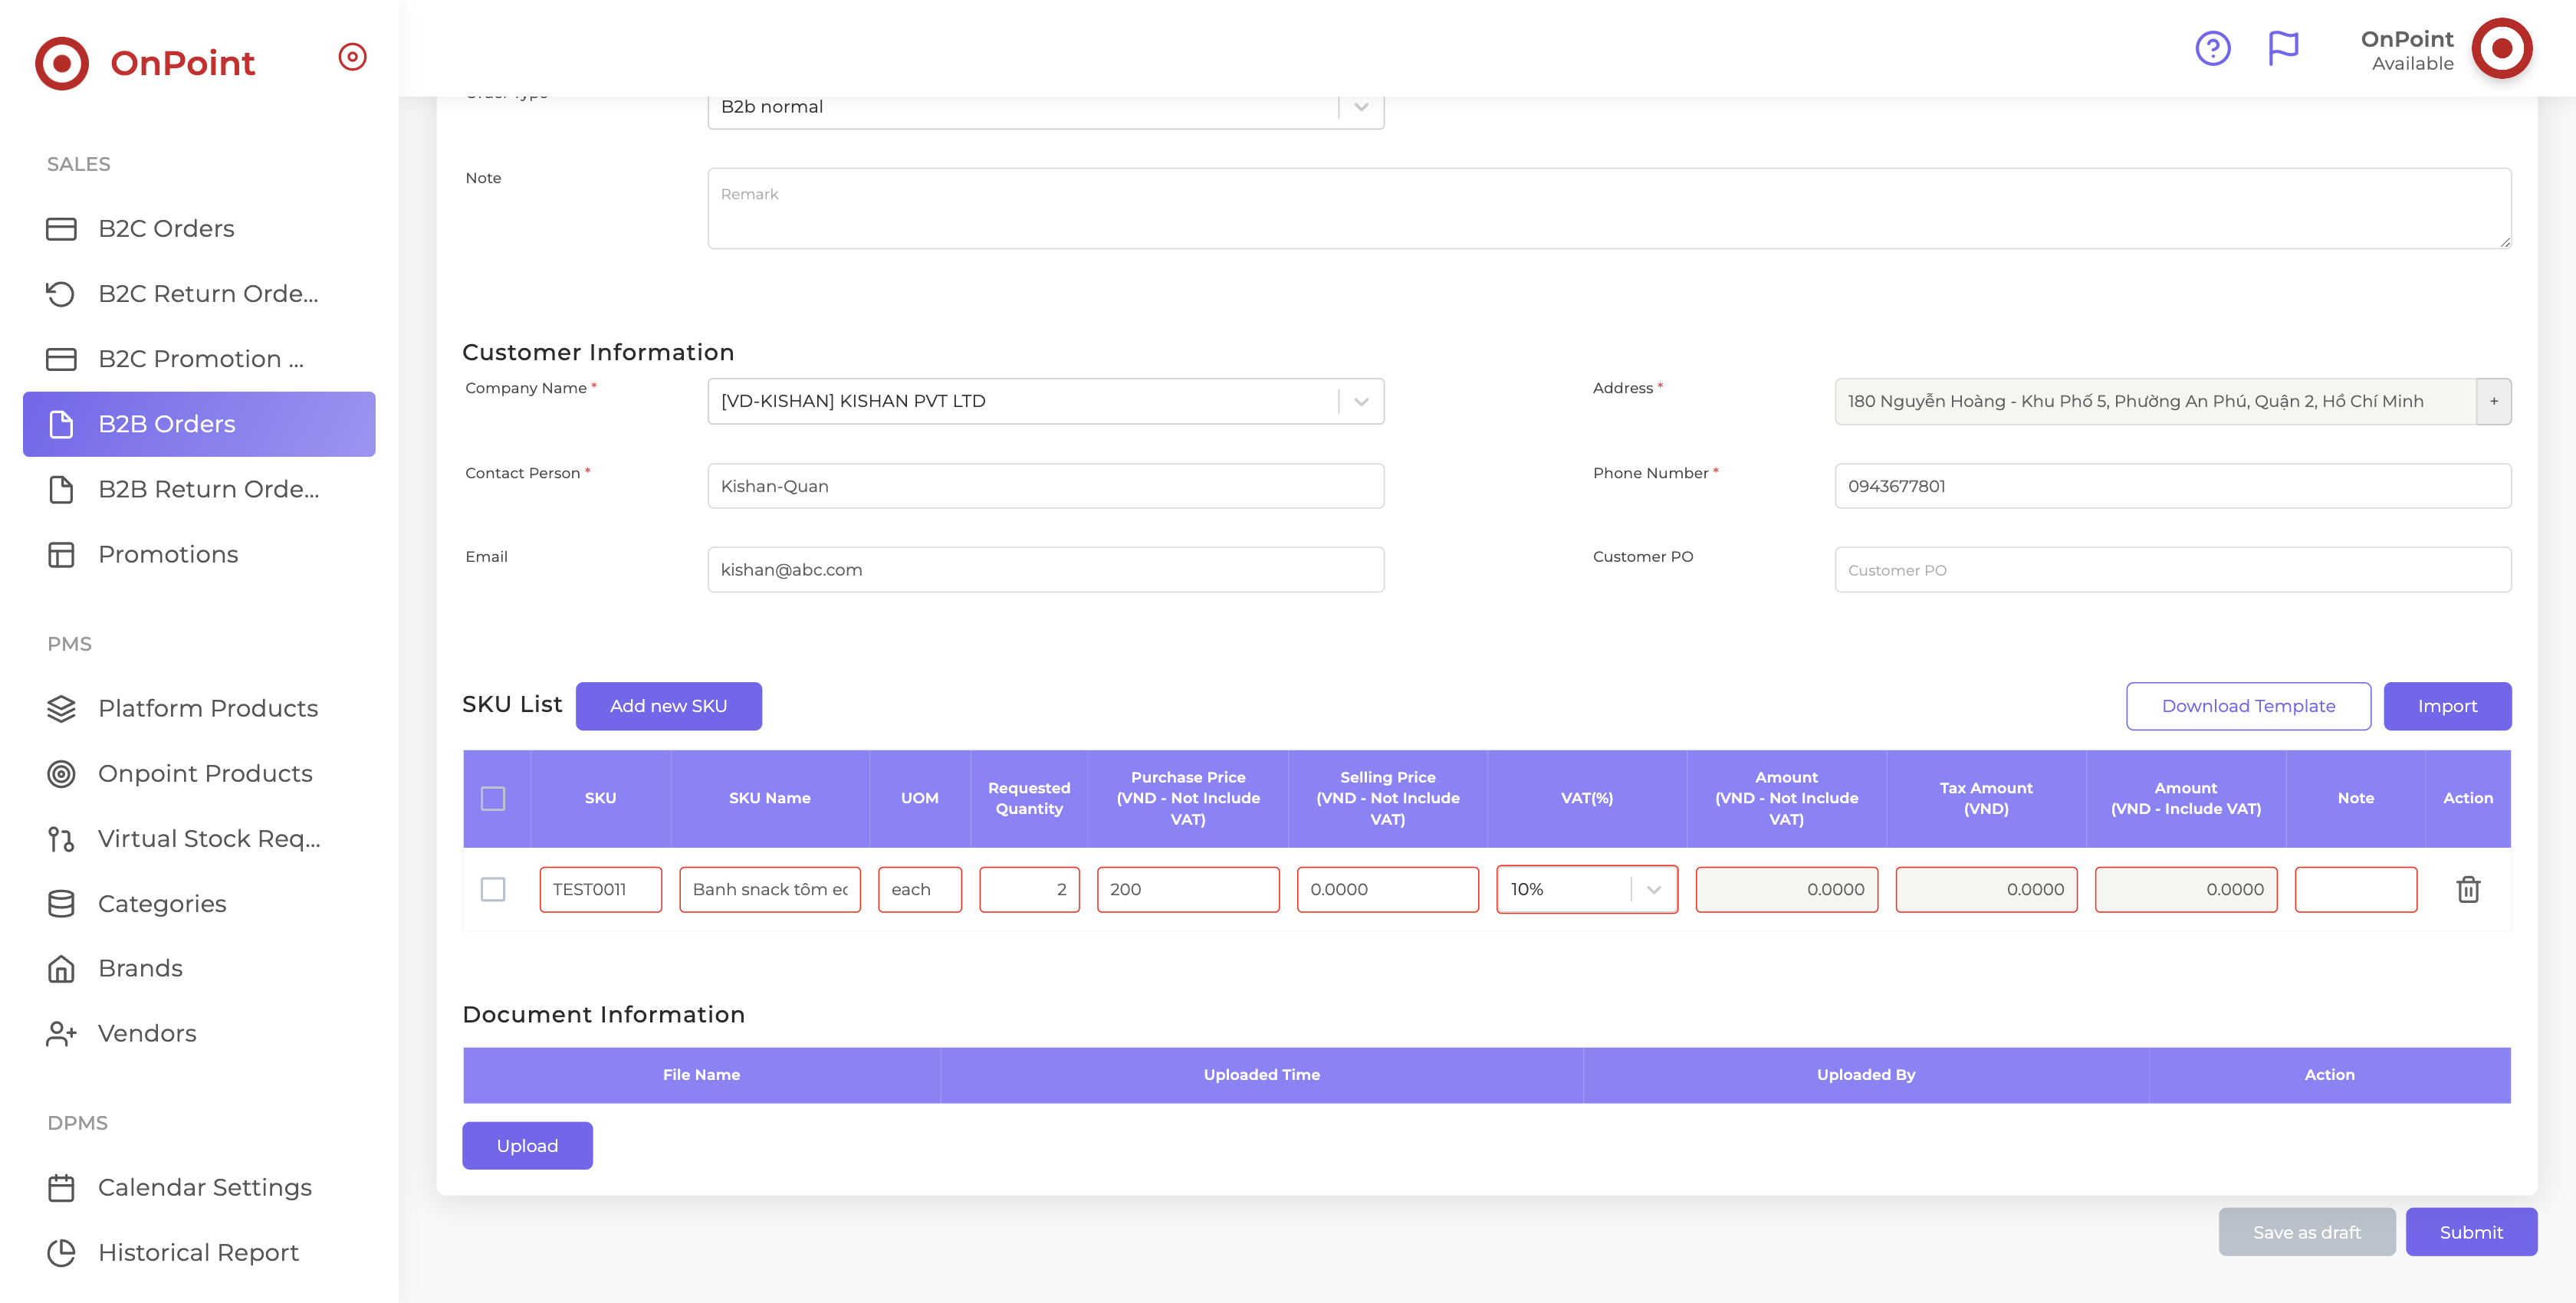 OnPoint
OnPoint
Available
SALES
B2C Orders
B2C Return Orde...
B2C Promotion ...
B2B Orders
B2B Return Orde...
Promotions
PMS
Platform Products
Onpoint Products
Virtual Stock Req...
Categories
Brands
Vendors
DPMS
Calendar Settings
Historical Report
B2b normal
Note
Remark
Customer Information
Company Name *
[VD-KISHAN] KISHAN PVT LTD
Address *
180 Nguyễn Hoàng - Khu Phố 5, Phường An Phú, Quận 2, Hồ Chí Minh
+
Contact Person *
Kishan-Quan
Phone Number *
0943677801
Email
kishan@abc.com
Customer PO
Customer PO
SKU List
Add new SKU
Download Template
Import
SKU
SKU Name
UOM
Requested
Quantity
Purchase Price
(VND - Not Include
VAT)
Selling Price
(VND - Not Include
VAT)
VAT(%)
Amount
(VND - Not Include
VAT)
Tax Amount
(VND)
Amount
(VND - Include VAT)
Note
Action
TEST0011
Banh snack tôm
each
2
200
0.0000
10%
0.0000
0.0000
0.0000
Document Information
File Name
Uploaded Time
Uploaded By
Action
Upload
Save as draft
Submit